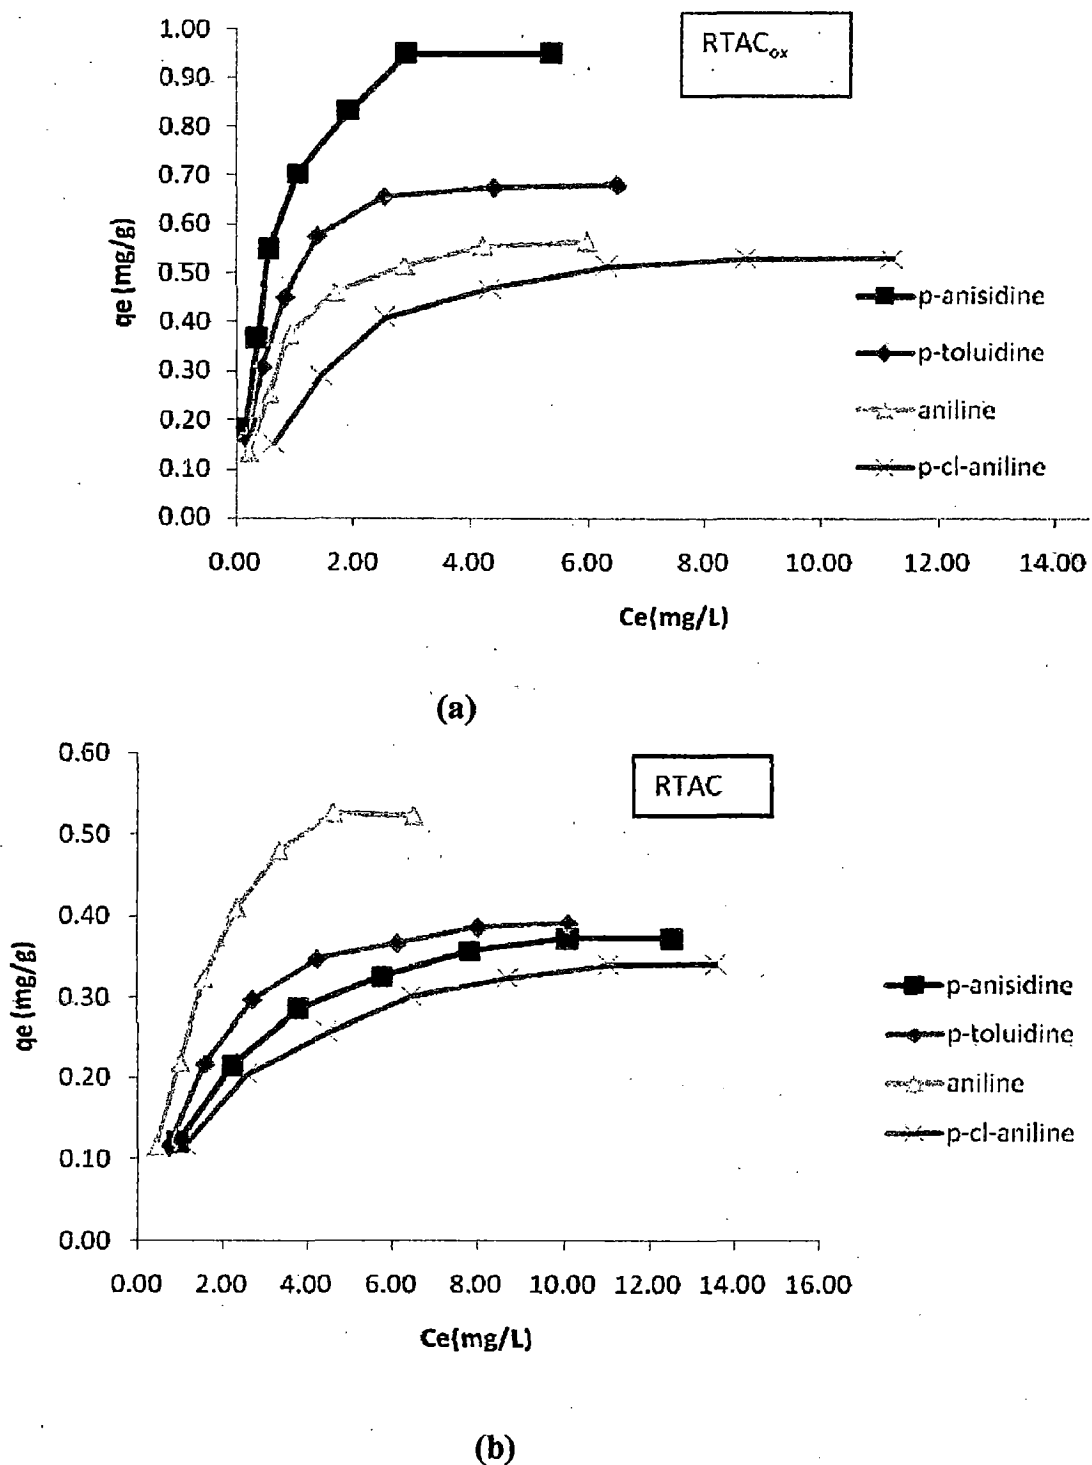 RTACox
1.00
0.90
0.80
0.70
0.60
0.50
0.40
0.30
0.20
0.10
0.00
qe (mg/g)
p-anisidine
p-toluidine
aniline
p-cl-aniline
0.00 2.00 4.00 6.00 8.00 10.00 12.00 14.00
Ce(mg/L)
(a)
RTAC
0.60
0.50
0.40
0.30
0.20
0.10
0.00
qe (mg/g)
p-anisidine
p-toluidine
aniline
p-cl-aniline
0.00 2.00 4.00 6.00 8.00 10.00 12.00 14.00 16.00
Ce(mg/L)
(b)